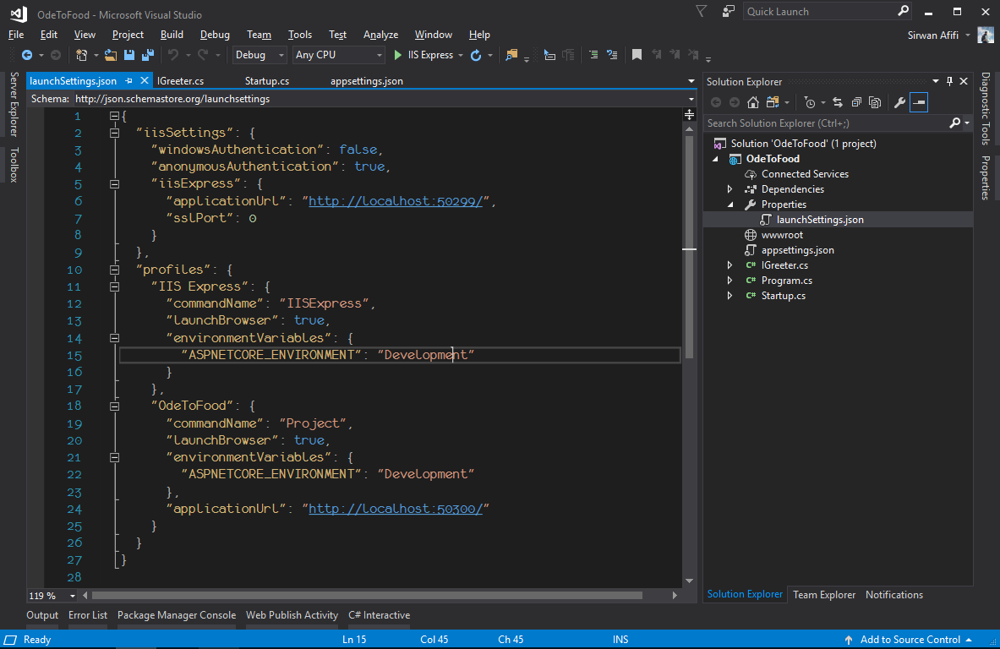 OdeToFood - Microsoft Visual Studio
Quick Launch
File Edit View Project Build Debug Team Tools Test Analyze Window Help
Sirwan Afifi
Debug Any CPU IIS Express
Server Explorer
Toolbox
launchSettings.json IGreeter.cs Startup.cs appsettings.json
Schema: http://json.schemastore.org/launchsettings
1 {
2 "iisSettings": {
3 "windowsAuthentication": false,
4 "anonymousAuthentication": true,
5 "iisExpress": {
6 "applicationUrl": "http://localhost:50299/",
7 "sslPort": 0
8 }
9 },
10 "profiles": {
11 "IIS Express": {
12 "commandName": "IISExpress",
13 "launchBrowser": true,
14 "environmentVariables": {
15 "ASPNETCORE_ENVIRONMENT": "Development"
16 }
17 },
18 "OdeToFood": {
19 "commandName": "Project",
20 "launchBrowser": true,
21 "environmentVariables": {
22 "ASPNETCORE_ENVIRONMENT": "Development"
23 },
24 "applicationUrl": "http://localhost:50300/"
25 }
26 }
27 }
28
119 %
Solution Explorer
Search Solution Explorer (Ctrl+;)
Solution 'OdeToFood' (1 project)
OdeToFood
Connected Services
Dependencies
Properties
launchSettings.json
wwwroot
appsettings.json
C# IGreeter.cs
C# Program.cs
C# Startup.cs
Solution Explorer Team Explorer Notifications
Diagnostic Tools
Properties
Output Error List Package Manager Console Web Publish Activity C# Interactive
Ready Ln 15 Col 45 Ch 45 INS Add to Source Control